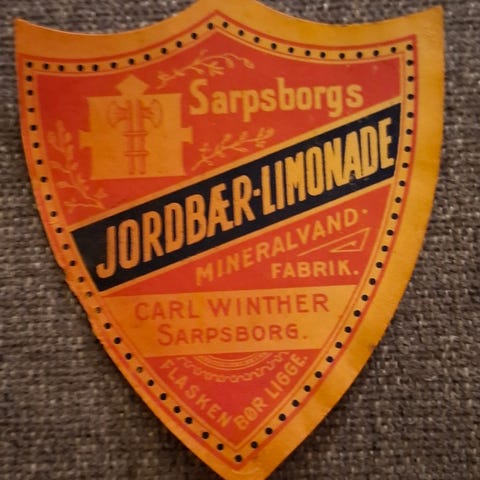 Sarpsborgs
JORDBÆR-LIMONADE
MINERALVAND-
FABRIK.
CARL WINTHER
SARPSBORG.
FLASKEN BØR LIGGE.